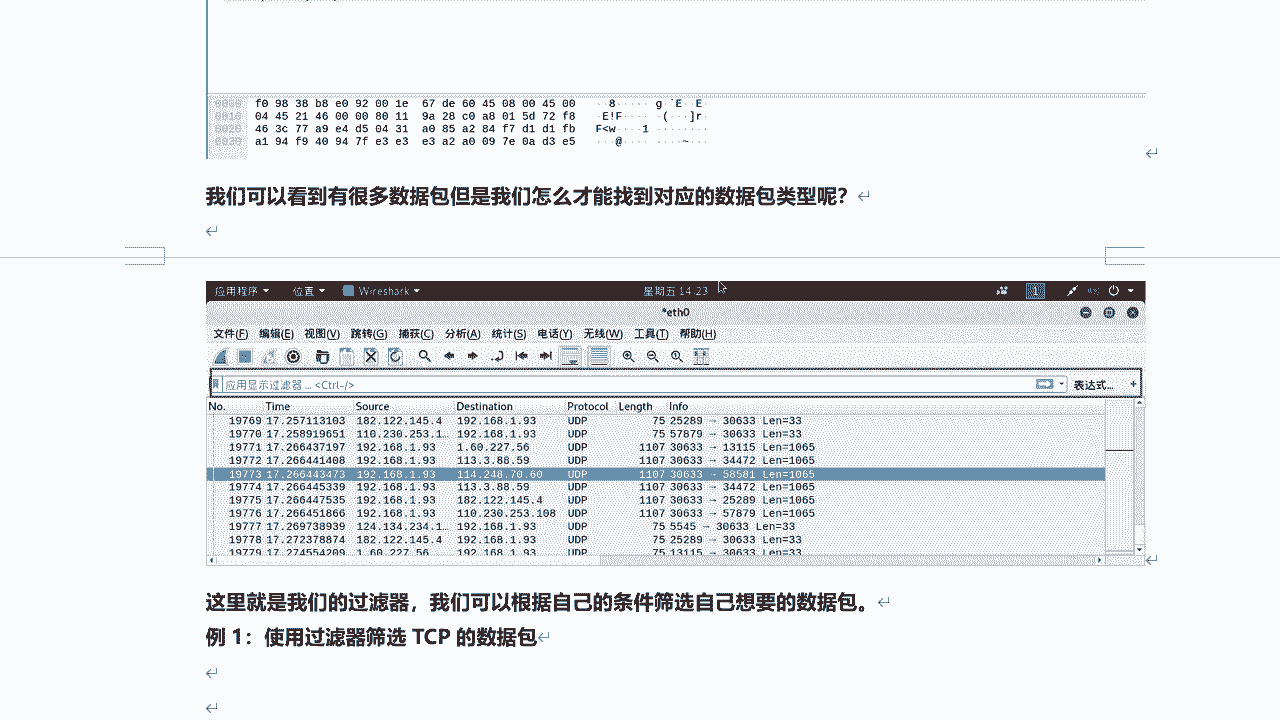 0000 f0 98 38 b8 e0 92 00 1e 67 de 60 45 08 00 45 00 ··8····· g·`E··E·
0010 04 45 21 46 00 00 80 11 9a 28 c0 a8 01 5d 72 f8 ·E!F···· ·(···]r·
0020 46 3c 77 a9 e4 d5 04 31 a0 85 a2 84 f7 d1 d1 fb F<w····1 ········
0030 a1 94 f9 40 94 7f e3 e3 e3 a2 a0 09 7e 0a d3 e5 ···@···· ····~···
我们可以看到有很多数据包但是我们怎么才能找到对应的数据包类型呢？
应用程序 位置 Wireshark 星期五 14:23 1
*eth0
文件(F) 编辑(E) 视图(V) 跳转(G) 捕获(C) 分析(A) 统计(S) 电话(Y) 无线(W) 工具(T) 帮助(H)
应用显示过滤器 … <Ctrl-/> 表达式… +
No. Time Source Destination Protocol Length Info
19769 17.257113103 182.122.145.4 192.168.1.93 UDP 75 25289 → 30633 Len=33
19770 17.258919651 110.230.253.1… 192.168.1.93 UDP 75 57879 → 30633 Len=33
19771 17.266437197 192.168.1.93 1.60.227.56 UDP 1107 30633 → 13115 Len=1065
19772 17.266441408 192.168.1.93 113.3.88.59 UDP 1107 30633 → 34472 Len=1065
19773 17.266443473 192.168.1.93 114.248.70.60 UDP 1107 30633 → 58581 Len=1065
19774 17.266445339 192.168.1.93 113.3.88.59 UDP 1107 30633 → 34472 Len=1065
19775 17.266447535 192.168.1.93 182.122.145.4 UDP 1107 30633 → 25289 Len=1065
19776 17.266451866 192.168.1.93 110.230.253.108 UDP 1107 30633 → 57879 Len=1065
19777 17.269738939 124.134.234.1… 192.168.1.93 UDP 75 5545 → 30633 Len=33
19778 17.272378874 182.122.145.4 192.168.1.93 UDP 75 25289 → 30633 Len=33
19779 17.274554209 1.60.227.56 192.168.1.93 UDP 75 13115 → 30633 Len=33
这里就是我们的过滤器，我们可以根据自己的条件筛选自己想要的数据包。
例 1：使用过滤器筛选 TCP 的数据包